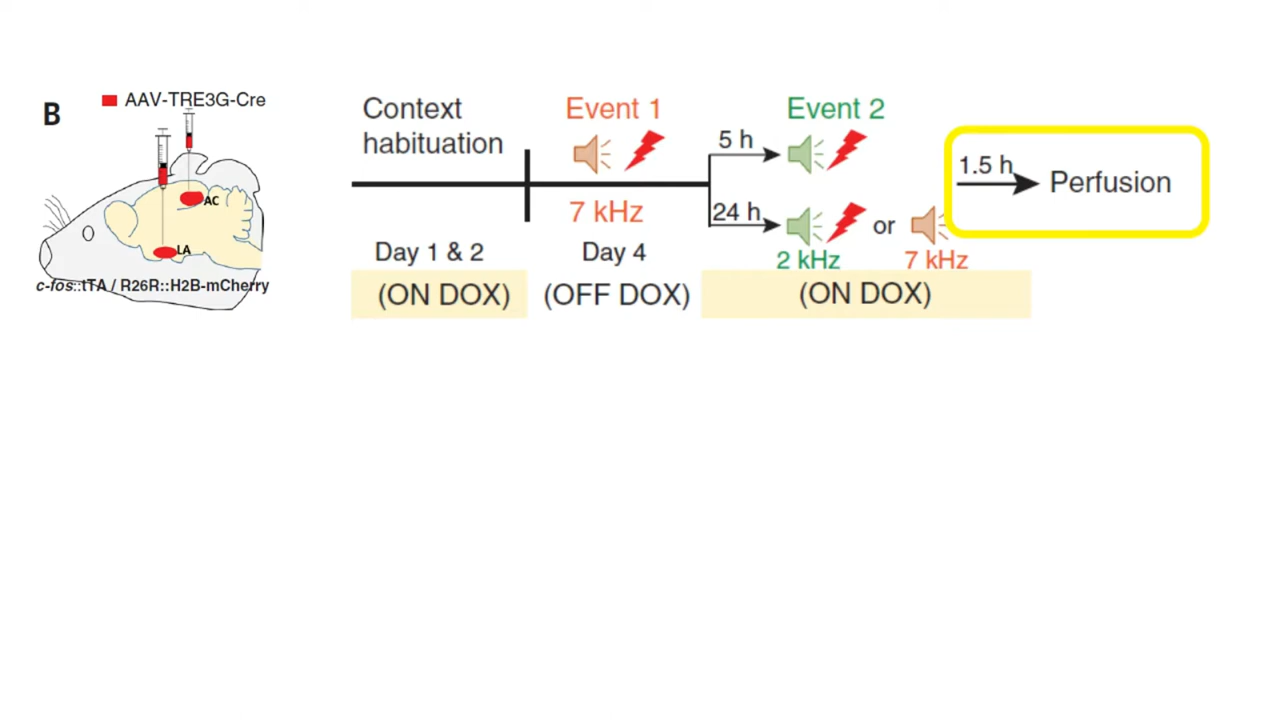 B
AAV-TRE3G-Cre
AC
LA
c-fos::tTA / R26R::H2B-mCherry
Context
habituation
Event 1
7 kHz
5 h
24 h
Event 2
or
2 kHz
7 kHz
1.5 h
Perfusion
Day 1 & 2
Day 4
(ON DOX)
(OFF DOX)
(ON DOX)